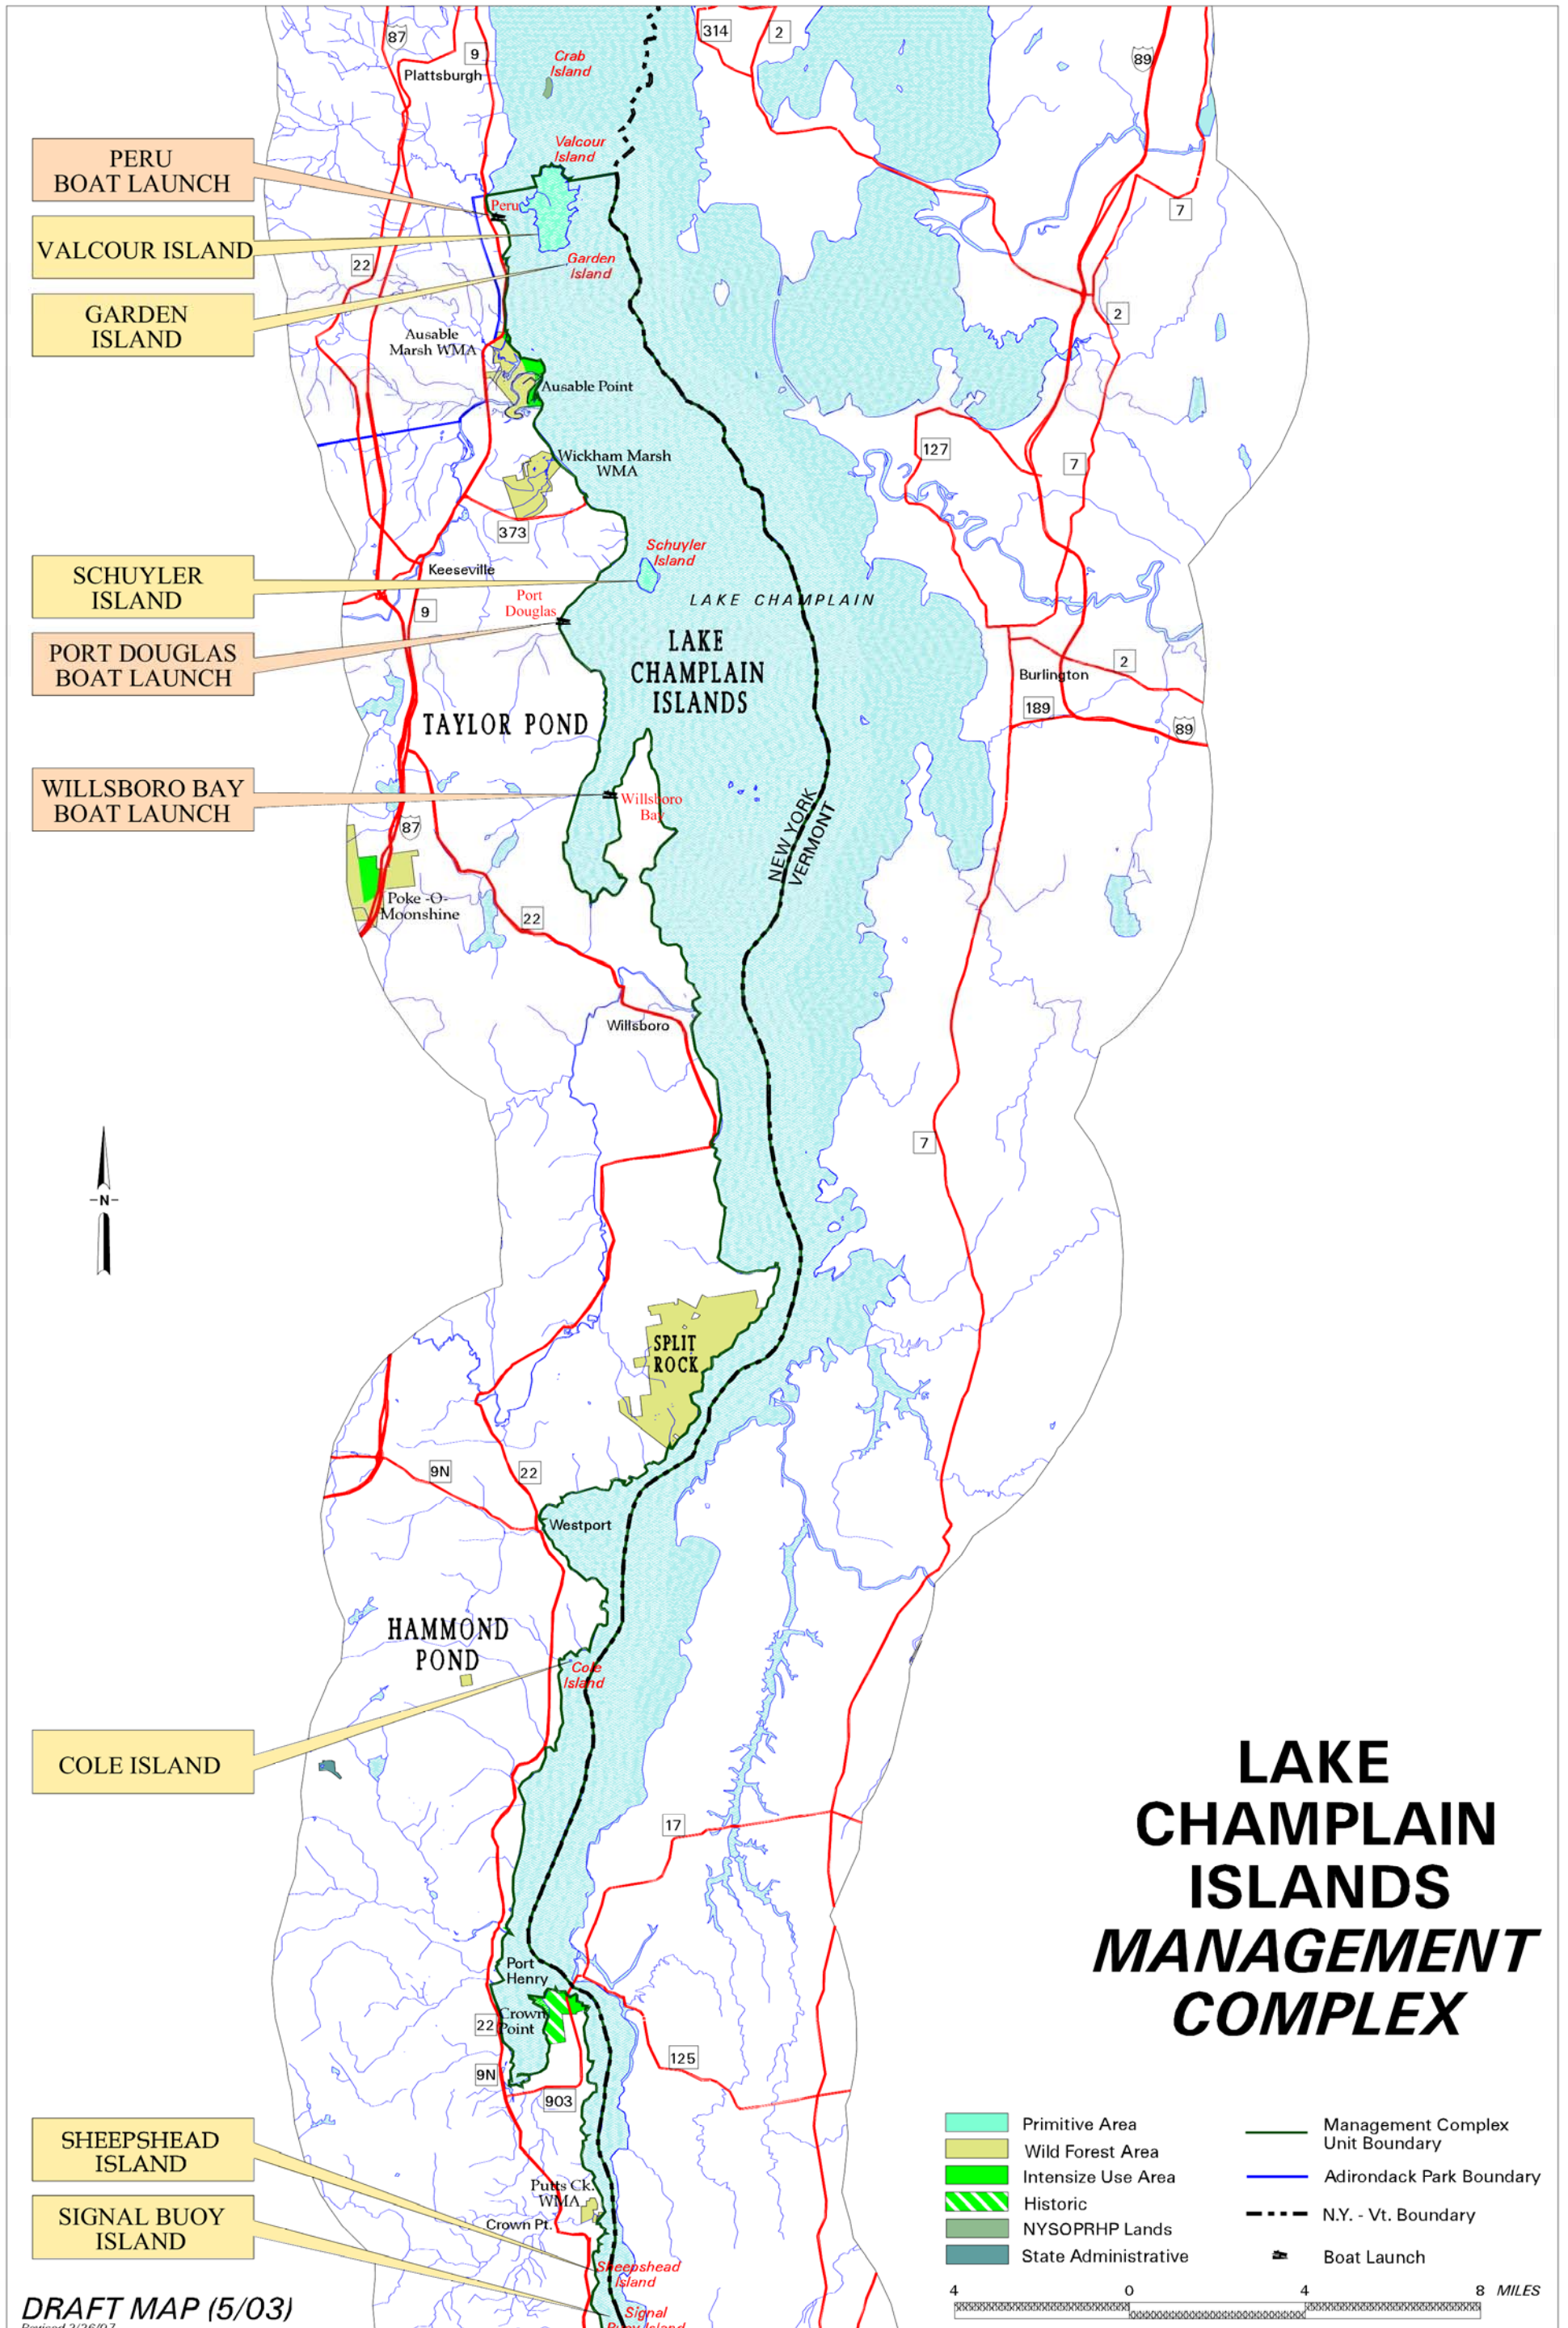 87
9
314
2
89
Plattsburgh
Crab
Island
Valcour
Island
PERU
BOAT LAUNCH
Peru
7
VALCOUR ISLAND
22
Garden
Island
GARDEN
ISLAND
2
Ausable
Marsh WMA
Ausable Point
127
7
Wickham Marsh
WMA
373
Schuyler
Island
SCHUYLER
ISLAND
Keeseville
LAKE CHAMPLAIN
Port
Douglas
9
PORT DOUGLAS
BOAT LAUNCH
LAKE
CHAMPLAIN
ISLANDS
2
Burlington
189
89
TAYLOR POND
WILLSBORO BAY
BOAT LAUNCH
Willsboro
Bay
NEW YORK
VERMONT
87
Poke -O-
Moonshine
22
Willsboro
7
-N-
SPLIT
ROCK
9N
22
Westport
HAMMOND
POND
Cole
Island
COLE ISLAND
17
LAKE
CHAMPLAIN
ISLANDS
MANAGEMENT
COMPLEX
Port
Henry
Crown
Point
22
9N
125
903
SHEEPSHEAD
ISLAND
Putts Ck.
WMA
Crown Pt.
SIGNAL BUOY
ISLAND
Sheepshead
Island
Signal
Buoy Island
Primitive Area
Wild Forest Area
Intensize Use Area
Historic
NYSOPRHP Lands
State Administrative
Management Complex
Unit Boundary
Adirondack Park Boundary
N.Y. - Vt. Boundary
Boat Launch
4 0 4 8 MILES
DRAFT MAP (5/03)
Revised 2/26/07